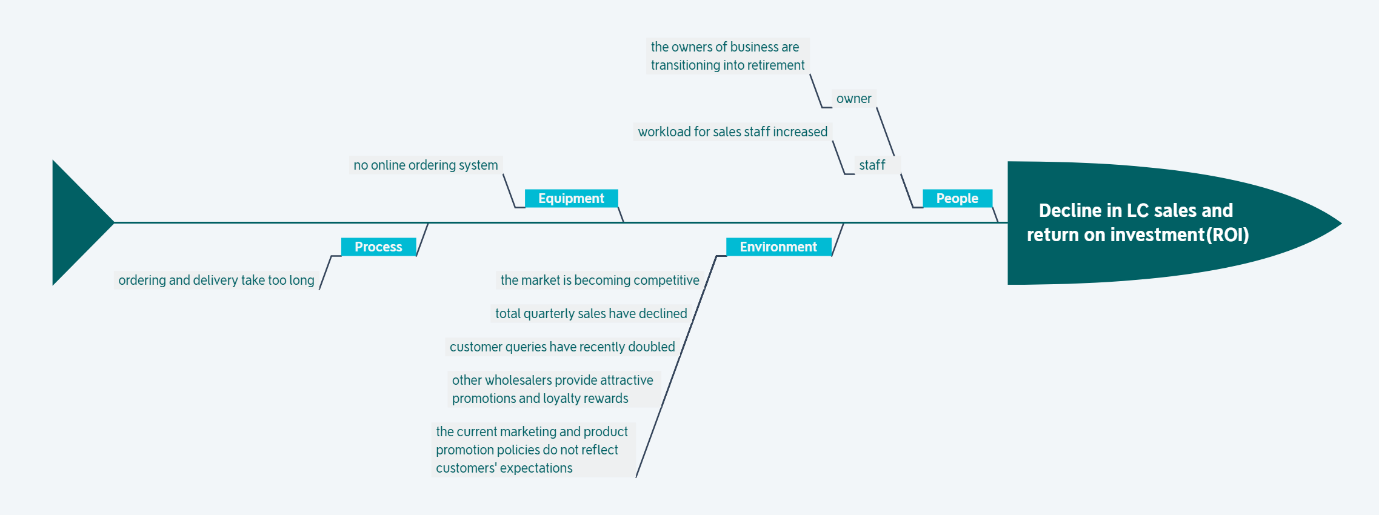 the owners of business are
transitioning into retirement
owner
workload for sales staff increased
staff
no online ordering system
Equipment
People
Decline in LC sales and
return on investment(ROI)
Process
Environment
ordering and delivery take too long
the market is becoming competitive
total quarterly sales have declined
customer queries have recently doubled
other wholesalers provide attractive
promotions and loyalty rewards
the current marketing and product
promotion policies do not reflect
customers' expectations